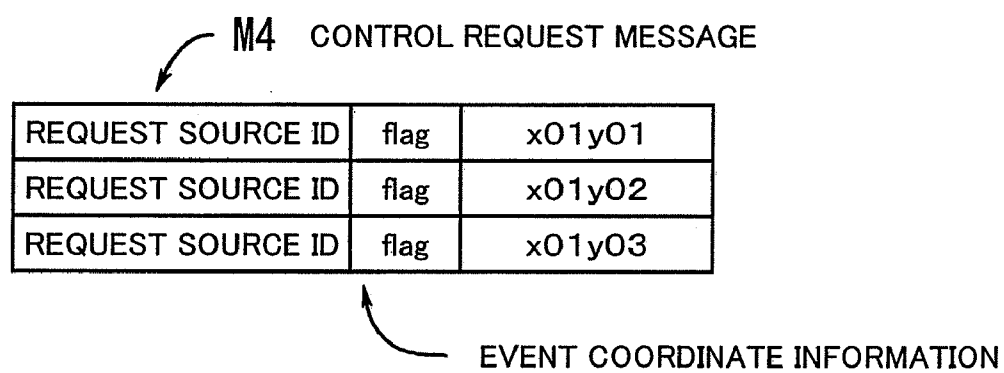 M4 CONTROL REQUEST MESSAGE
REQUEST SOURCE ID flag x01y01
REQUEST SOURCE ID flag x01y02
REQUEST SOURCE ID flag x01y03
EVENT COORDINATE INFORMATION